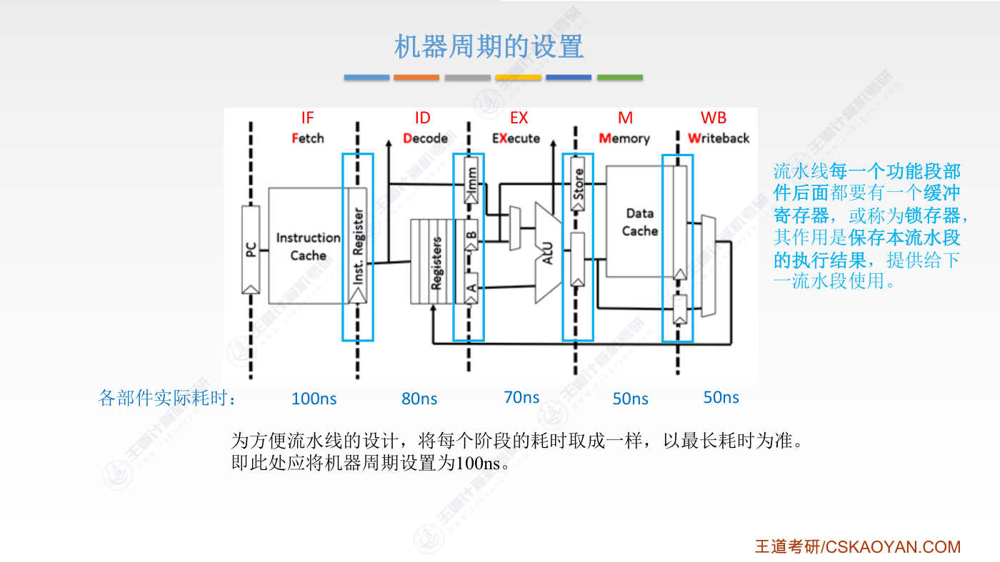 机器周期的设置
IF ID EX M WB
Fetch Decode EXecute Memory Writeback
流水线每一个功能段部
件后面都要有一个缓冲
寄存器，或称为锁存器，
其作用是保存本流水段
的执行结果，提供给下
一流水段使用。
PC
Instruction
Cache
Inst. Register
Registers
Imm
B
A
ALU
Store
Data
Cache
各部件实际耗时： 100ns 80ns 70ns 50ns 50ns
为方便流水线的设计，将每个阶段的耗时取成一样，以最长耗时为准。
即此处应将机器周期设置为100ns。
王道考研/CSKAOYAN.COM
王道计算机考研